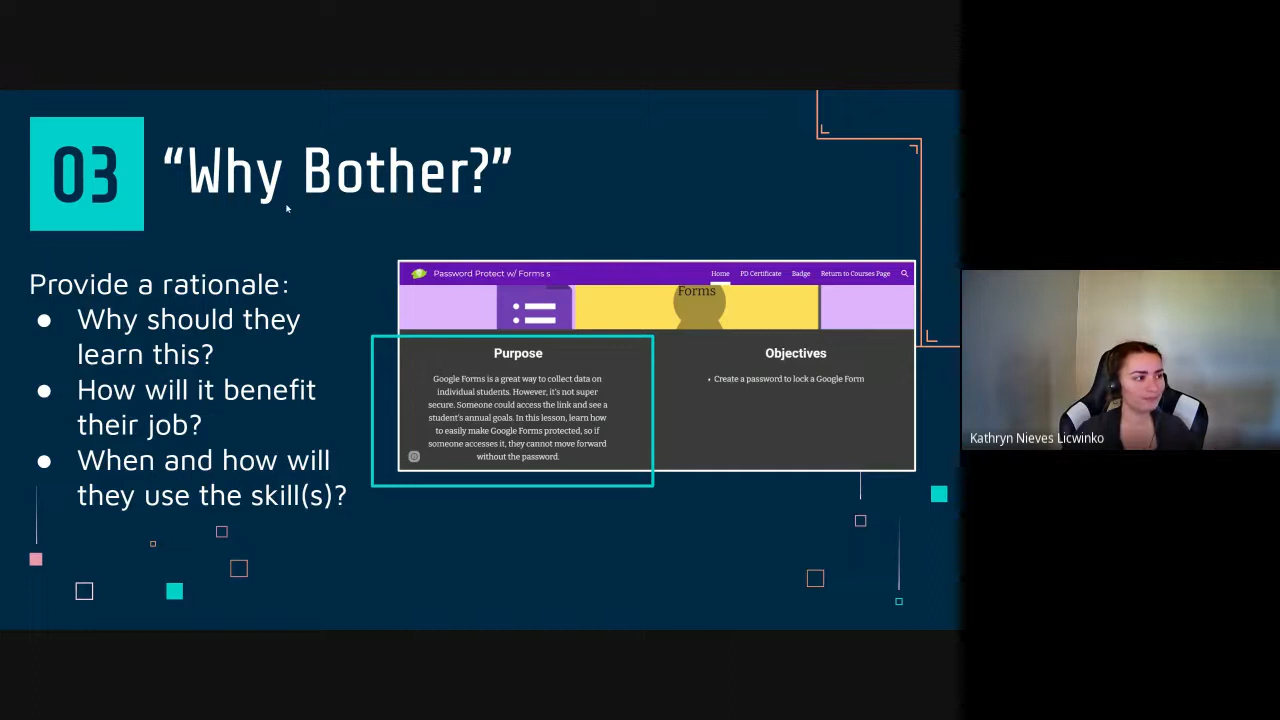 03
“Why Bother?”
Provide a rationale:
● Why should they
learn this?
● How will it benefit
their job?
● When and how will
they use the skill(s)?
Password Protect w/ Forms s
Home PD Certificate Badge Return to Courses Page
Forms
Purpose
Google Forms is a great way to collect data on
individual students. However, it's not super
secure. Someone could access the link and see a
student's annual goals. In this lesson, learn how
to easily make Google Forms protected, so if
someone accesses it, they cannot move forward
without the password.
Objectives
• Create a password to lock a Google Form
Kathryn Nieves Licwinko